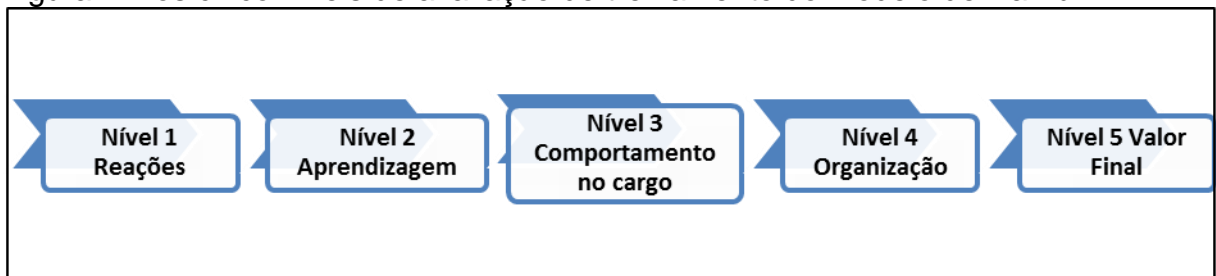 Nível 1
Reações
Nível 2
Aprendizagem
Nível 3
Comportamento
no cargo
Nível 4
Organização
Nível 5 Valor
Final